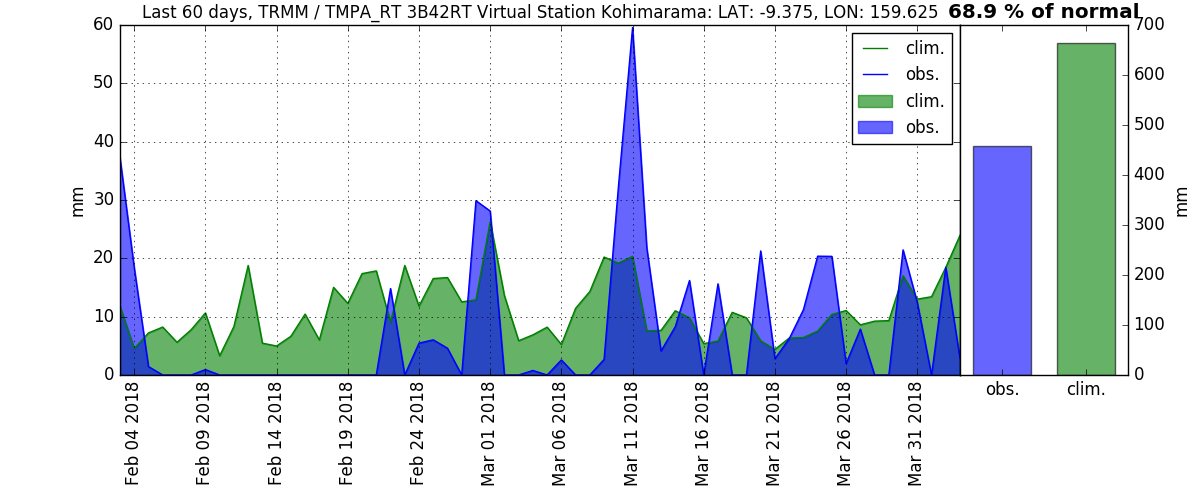 Last 60 days, TRMM / TMPA_RT 3B42RT Virtual Station Kohimarama: LAT: -9.375, LON: 159.625 68.9 % of normal
60
50
40
30
20
10
0
mm
clim.
obs.
clim.
obs.
700
600
500
400
300
200
100
0
mm
obs. clim.
Feb 04 2018
Feb 09 2018
Feb 14 2018
Feb 19 2018
Feb 24 2018
Mar 01 2018
Mar 06 2018
Mar 11 2018
Mar 16 2018
Mar 21 2018
Mar 26 2018
Mar 31 2018